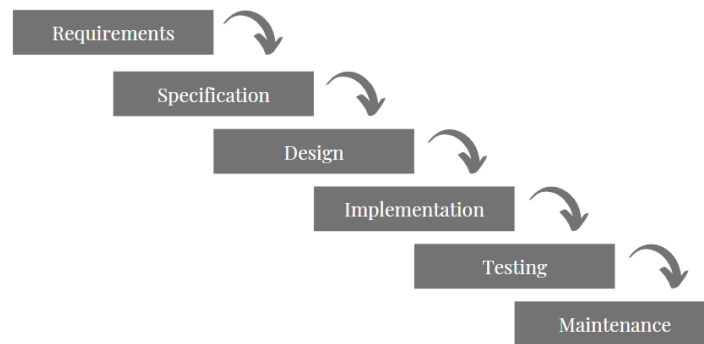 Requirements
Specification
Design
Implementation
Testing
Maintenance